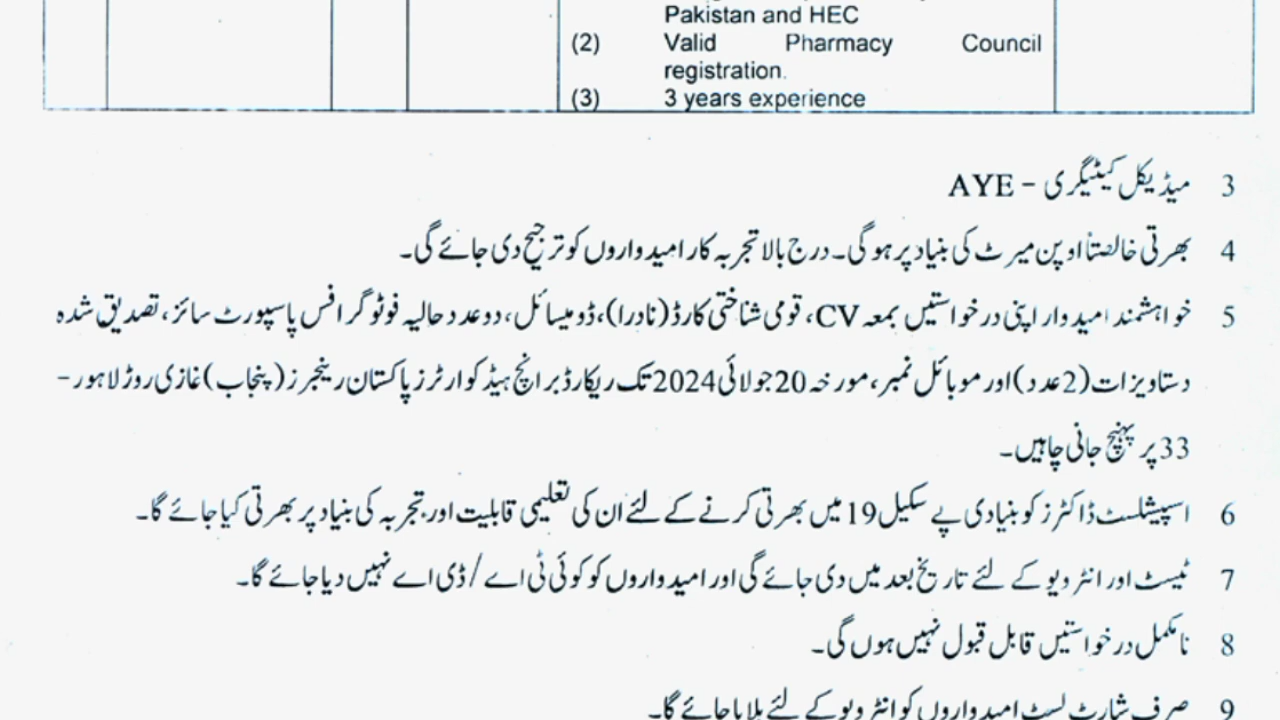 Pakistan and HEC
(2) Valid Pharmacy Council
registration.
(3) 3 years experience
3 میڈیکل کیٹیگری - AYE
4 بھرتی خالصتاً اوپن میرٹ کی بنیاد پر ہوگی۔ درج بالا تجربہ کار امیدواروں کو ترجیح دی جائے گی۔
5 خواہشمند امیدوار اپنی درخواستیں بمعہ CV، قومی شناختی کارڈ (نادرا)، ڈومیسائل، دو عدد حالیہ فوٹو گرافس پاسپورٹ سائز، تصدیق شدہ
دستاویزات (2عدد) اور موبائل نمبر، مورخہ 20جولائی 2024 تک ریکارڈ برانچ ہیڈ کوارٹرز پاکستان رینجرز (پنجاب) غازی روڑ لاہور -
33 پر پہنچ جانی چاہیں۔
6 اسپیشلسٹ ڈاکٹرز کو بنیادی پے سکیل 19 میں بھرتی کرنے کے لئے ان کی تعلیمی قابلیت اور تجربہ کی بنیاد پر بھرتی کیا جائے گا۔
7 ٹیسٹ اور انٹرویو کے لئے تاریخ بعد میں دی جائے گی اور امیدواروں کو کوئی ٹی اے / ڈی اے نہیں دیا جائے گا۔
8 نامکمل درخواستیں قابل قبول نہیں ہوں گی۔
9 صرف شارٹ لسٹ امیدواروں کو انٹرویو کے لئے بلایا جائے گا۔